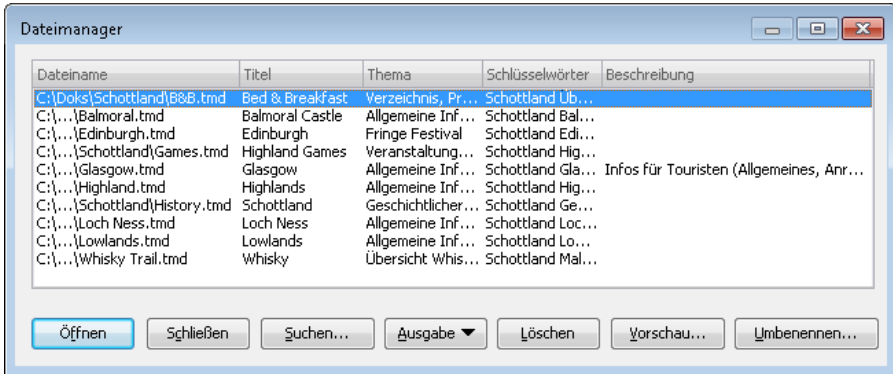 Dateimanager
Dateiname Titel Thema Schlüsselwörter Beschreibung
C:\Doks\Schottland\B&B.tmd Bed & Breakfast Verzeichnis, Pr... Schottland Üb...
C:\...\Balmoral.tmd Balmoral Castle Allgemeine Inf... Schottland Bal...
C:\...\Edinburgh.tmd Edinburgh Fringe Festival Schottland Edi...
C:\...\Schottland\Games.tmd Highland Games Veranstaltung... Schottland Hig...
C:\...\Glasgow.tmd Glasgow Allgemeine Inf... Schottland Gla... Infos für Touristen (Allgemeines, Anr...
C:\...\Highland.tmd Highlands Allgemeine Inf... Schottland Hig...
C:\...\Schottland\History.tmd Schottland Geschichtlicher... Schottland Ge...
C:\...\Loch Ness.tmd Loch Ness Allgemeine Inf... Schottland Loc...
C:\...\Lowlands.tmd Lowlands Allgemeine Inf... Schottland Lo...
C:\...\Whisky Trail.tmd Whisky Übersicht Whis... Schottland Mal...
Öffnen Schließen Suchen... Ausgabe Löschen Vorschau... Umbenennen...